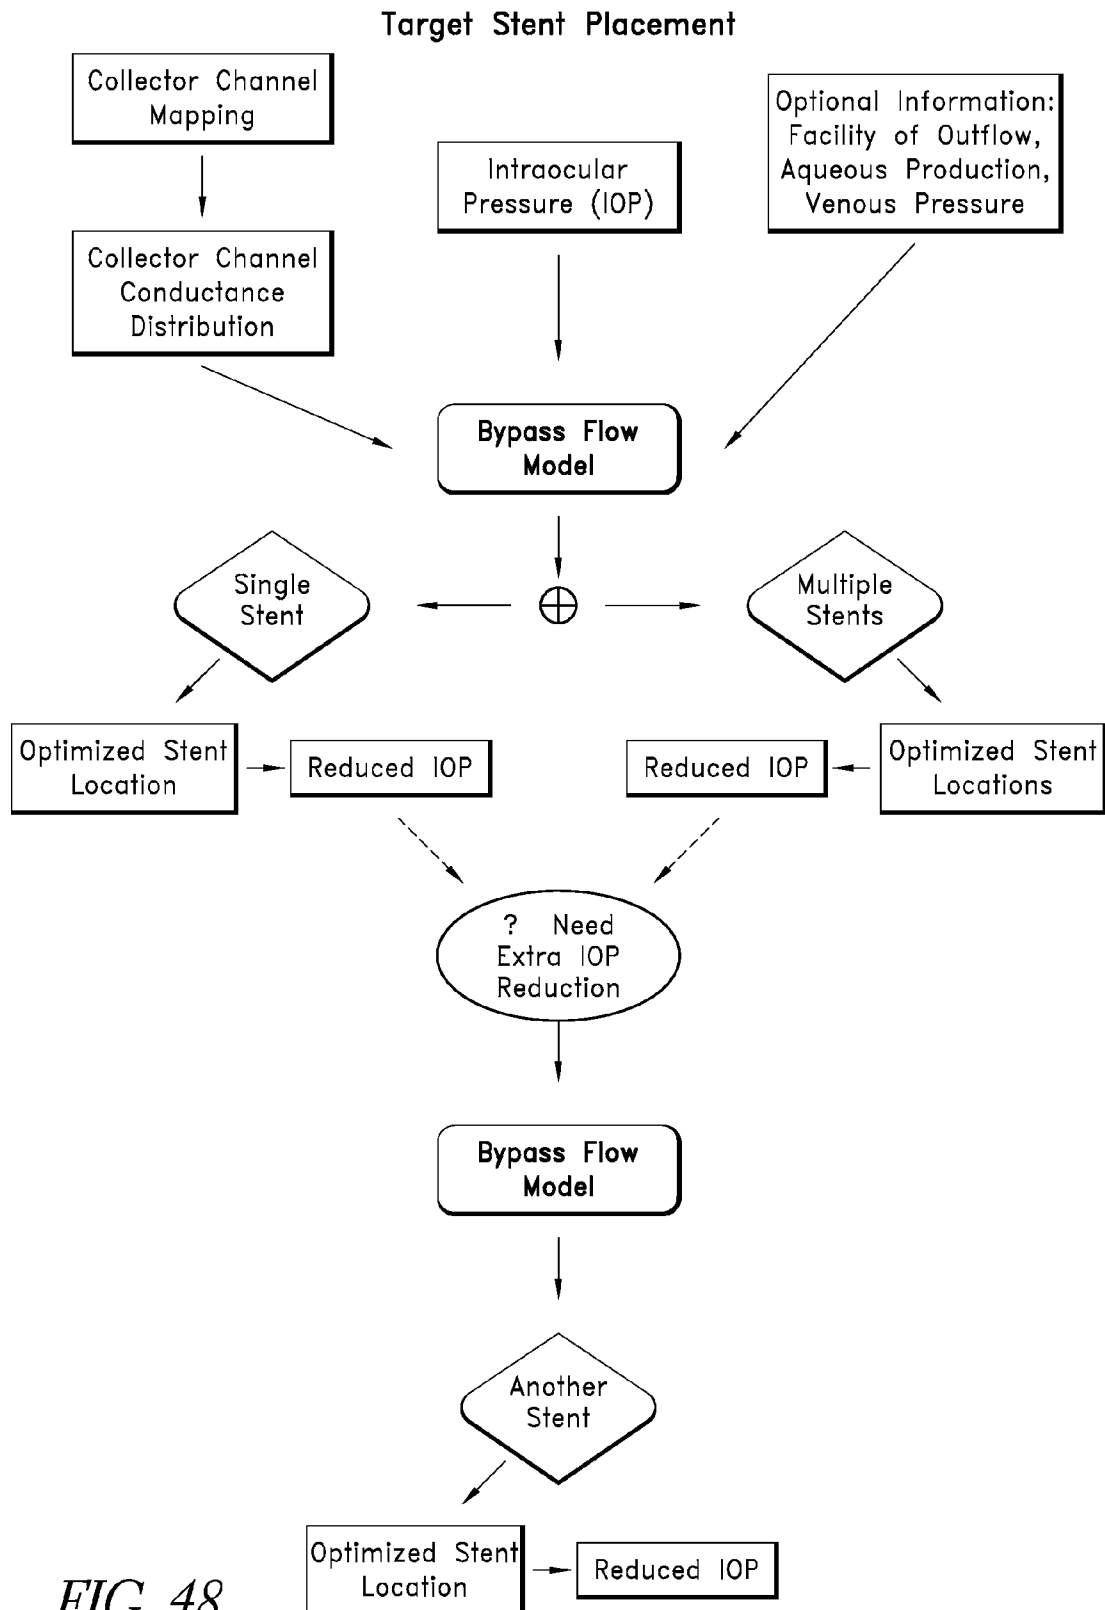 Target Stent Placement
Collector Channel
Mapping
Intraocular
Pressure (IOP)
Optional Information:
Facility of Outflow,
Aqueous Production,
Venous Pressure
Collector Channel
Conductance
Distribution
Bypass Flow
Model
Single
Stent
Multiple
Stents
Optimized Stent
Location
Reduced IOP
Reduced IOP
Optimized Stent
Locations
? Need
Extra IOP
Reduction
Bypass Flow
Model
Another
Stent
Optimized Stent
Location
Reduced IOP
FIG. 48